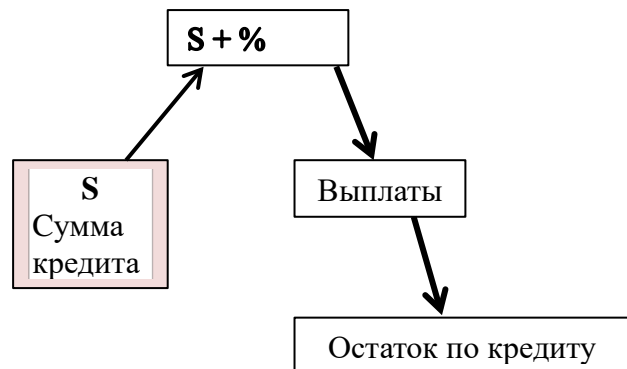 S + %
S
Сумма
кредита
Выплаты
Остаток по кредиту